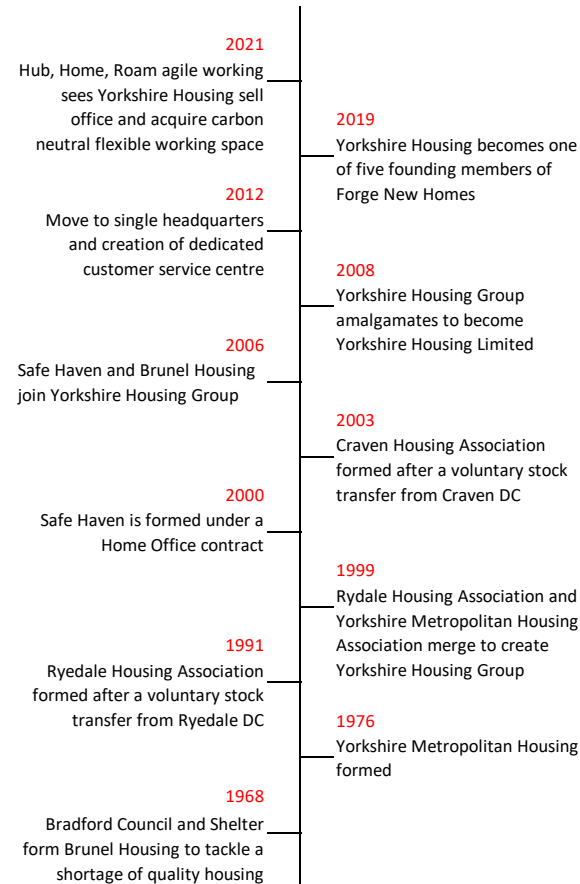 2021
Hub, Home, Roam agile working
sees Yorkshire Housing sell
office and acquire carbon
neutral flexible working space
2019
Yorkshire Housing becomes one
of five founding members of
Forge New Homes
2012
Move to single headquarters
and creation of dedicated
customer service centre
2008
Yorkshire Housing Group
amalgamates to become
Yorkshire Housing Limited
2006
Safe Haven and Brunel Housing
join Yorkshire Housing Group
2003
Craven Housing Association
formed after a voluntary stock
transfer from Craven DC
2000
Safe Haven is formed under a
Home Office contract
1999
Rydale Housing Association and
Yorkshire Metropolitan Housing
Association merge to create
Yorkshire Housing Group
1991
Ryedale Housing Association
formed after a voluntary stock
transfer from Ryedale DC
1976
Yorkshire Metropolitan Housing
formed
1968
Bradford Council and Shelter
form Brunel Housing to tackle a
shortage of quality housing